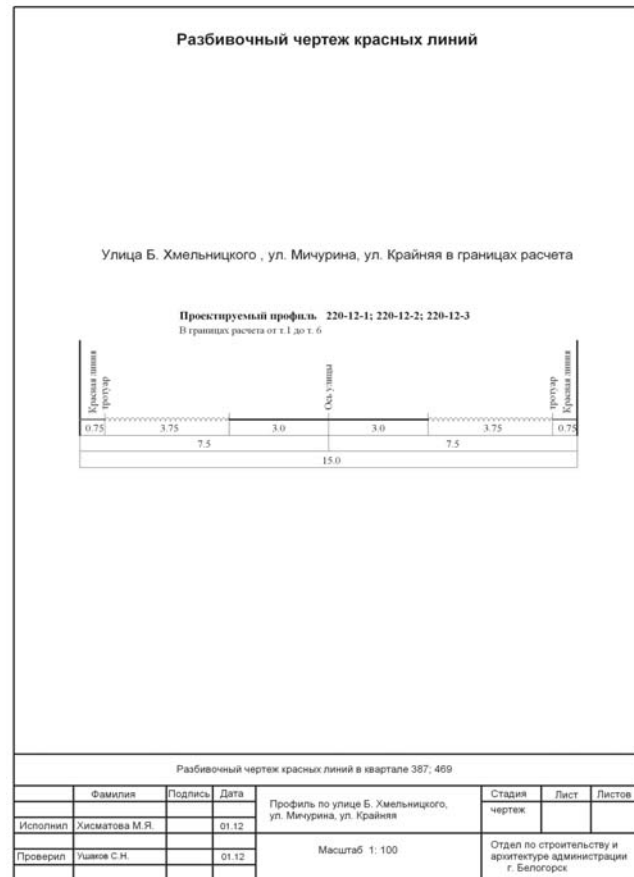 Разбивочный чертеж красных линий
Улица Б. Хмельницкого , ул. Мичурина, ул. Крайняя в границах расчета
Проектируемый профиль 220-12-1; 220-12-2; 220-12-3
В границах расчета от т.1 до т. 6
Красная линия
тротуар
Ось улицы
тротуар
Красная линия
0.75 3.75 3.0 3.0 3.75 0.75
7.5 7.5
15.0
Разбивочный чертеж красных линий в квартале 387; 469
Фамилия Подпись Дата
Исполнил Хисматова М.Я. 01.12
Проверил Ушаков С.Н. 01.12
Профиль по улице Б. Хмельницкого,
ул. Мичурина, ул. Крайняя
Масштаб 1: 100
Стадия Лист Листов
чертеж
Отдел по строительству и
архитектуре администрации
г. Белогорск